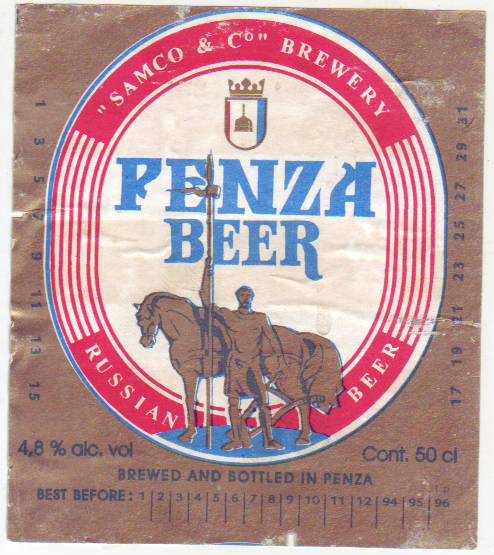 "SAMCO & Cº" BREWERY
PENZA
BEER
RUSSIAN BEER
1 3 5 7 9 11 13 15
17 19 21 23 25 27 29 31
4,8 % alc. vol
Cont. 50 cl
BREWED AND BOTTLED IN PENZA
BEST BEFORE: 1 2 3 4 5 6 7 8 9 10 11 12 94 95 96